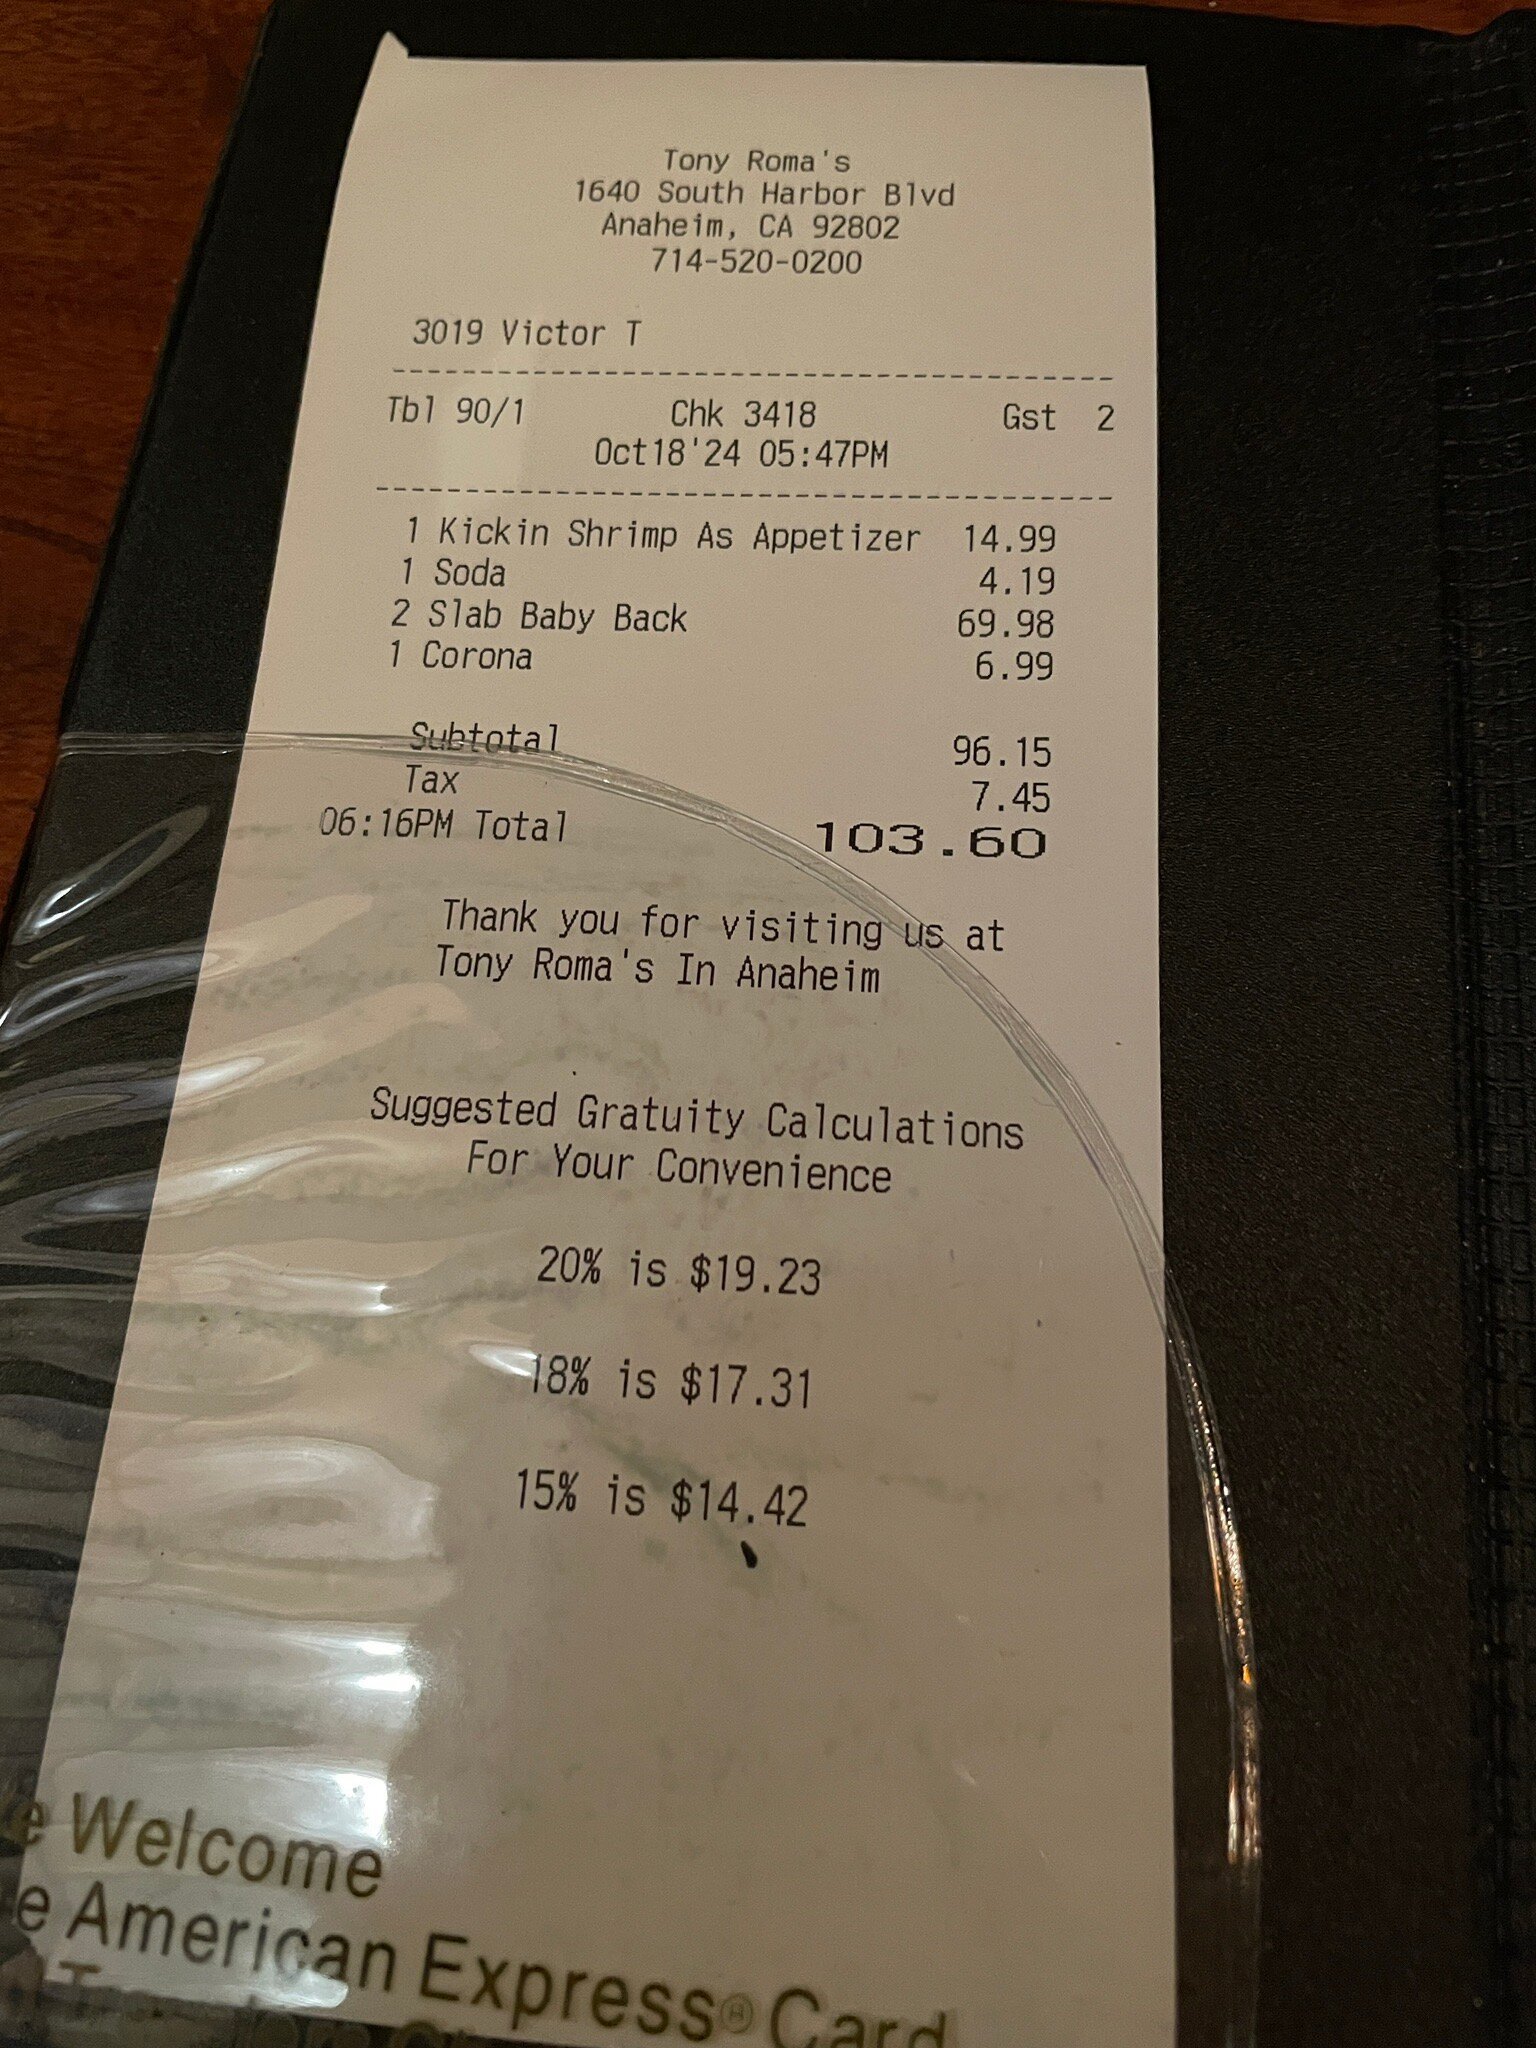 Tony Roma's
1640 South Harbor Blvd
Anaheim, CA 92802
714-520-0200
3019 Victor T
Tbl 90/1 Chk 3418 Gst 2
Oct18'24 05:47PM
1 Kickin Shrimp As Appetizer 14.99
1 Soda 4.19
2 Slab Baby Back 69.98
1 Corona 6.99
Subtotal 96.15
Tax 7.45
06:16PM Total 103.60
Thank you for visiting us at
Tony Roma's In Anaheim
Suggested Gratuity Calculations
For Your Convenience
20% is $19.23
18% is $17.31
15% is $14.42
e Welcome
e American Express® Card